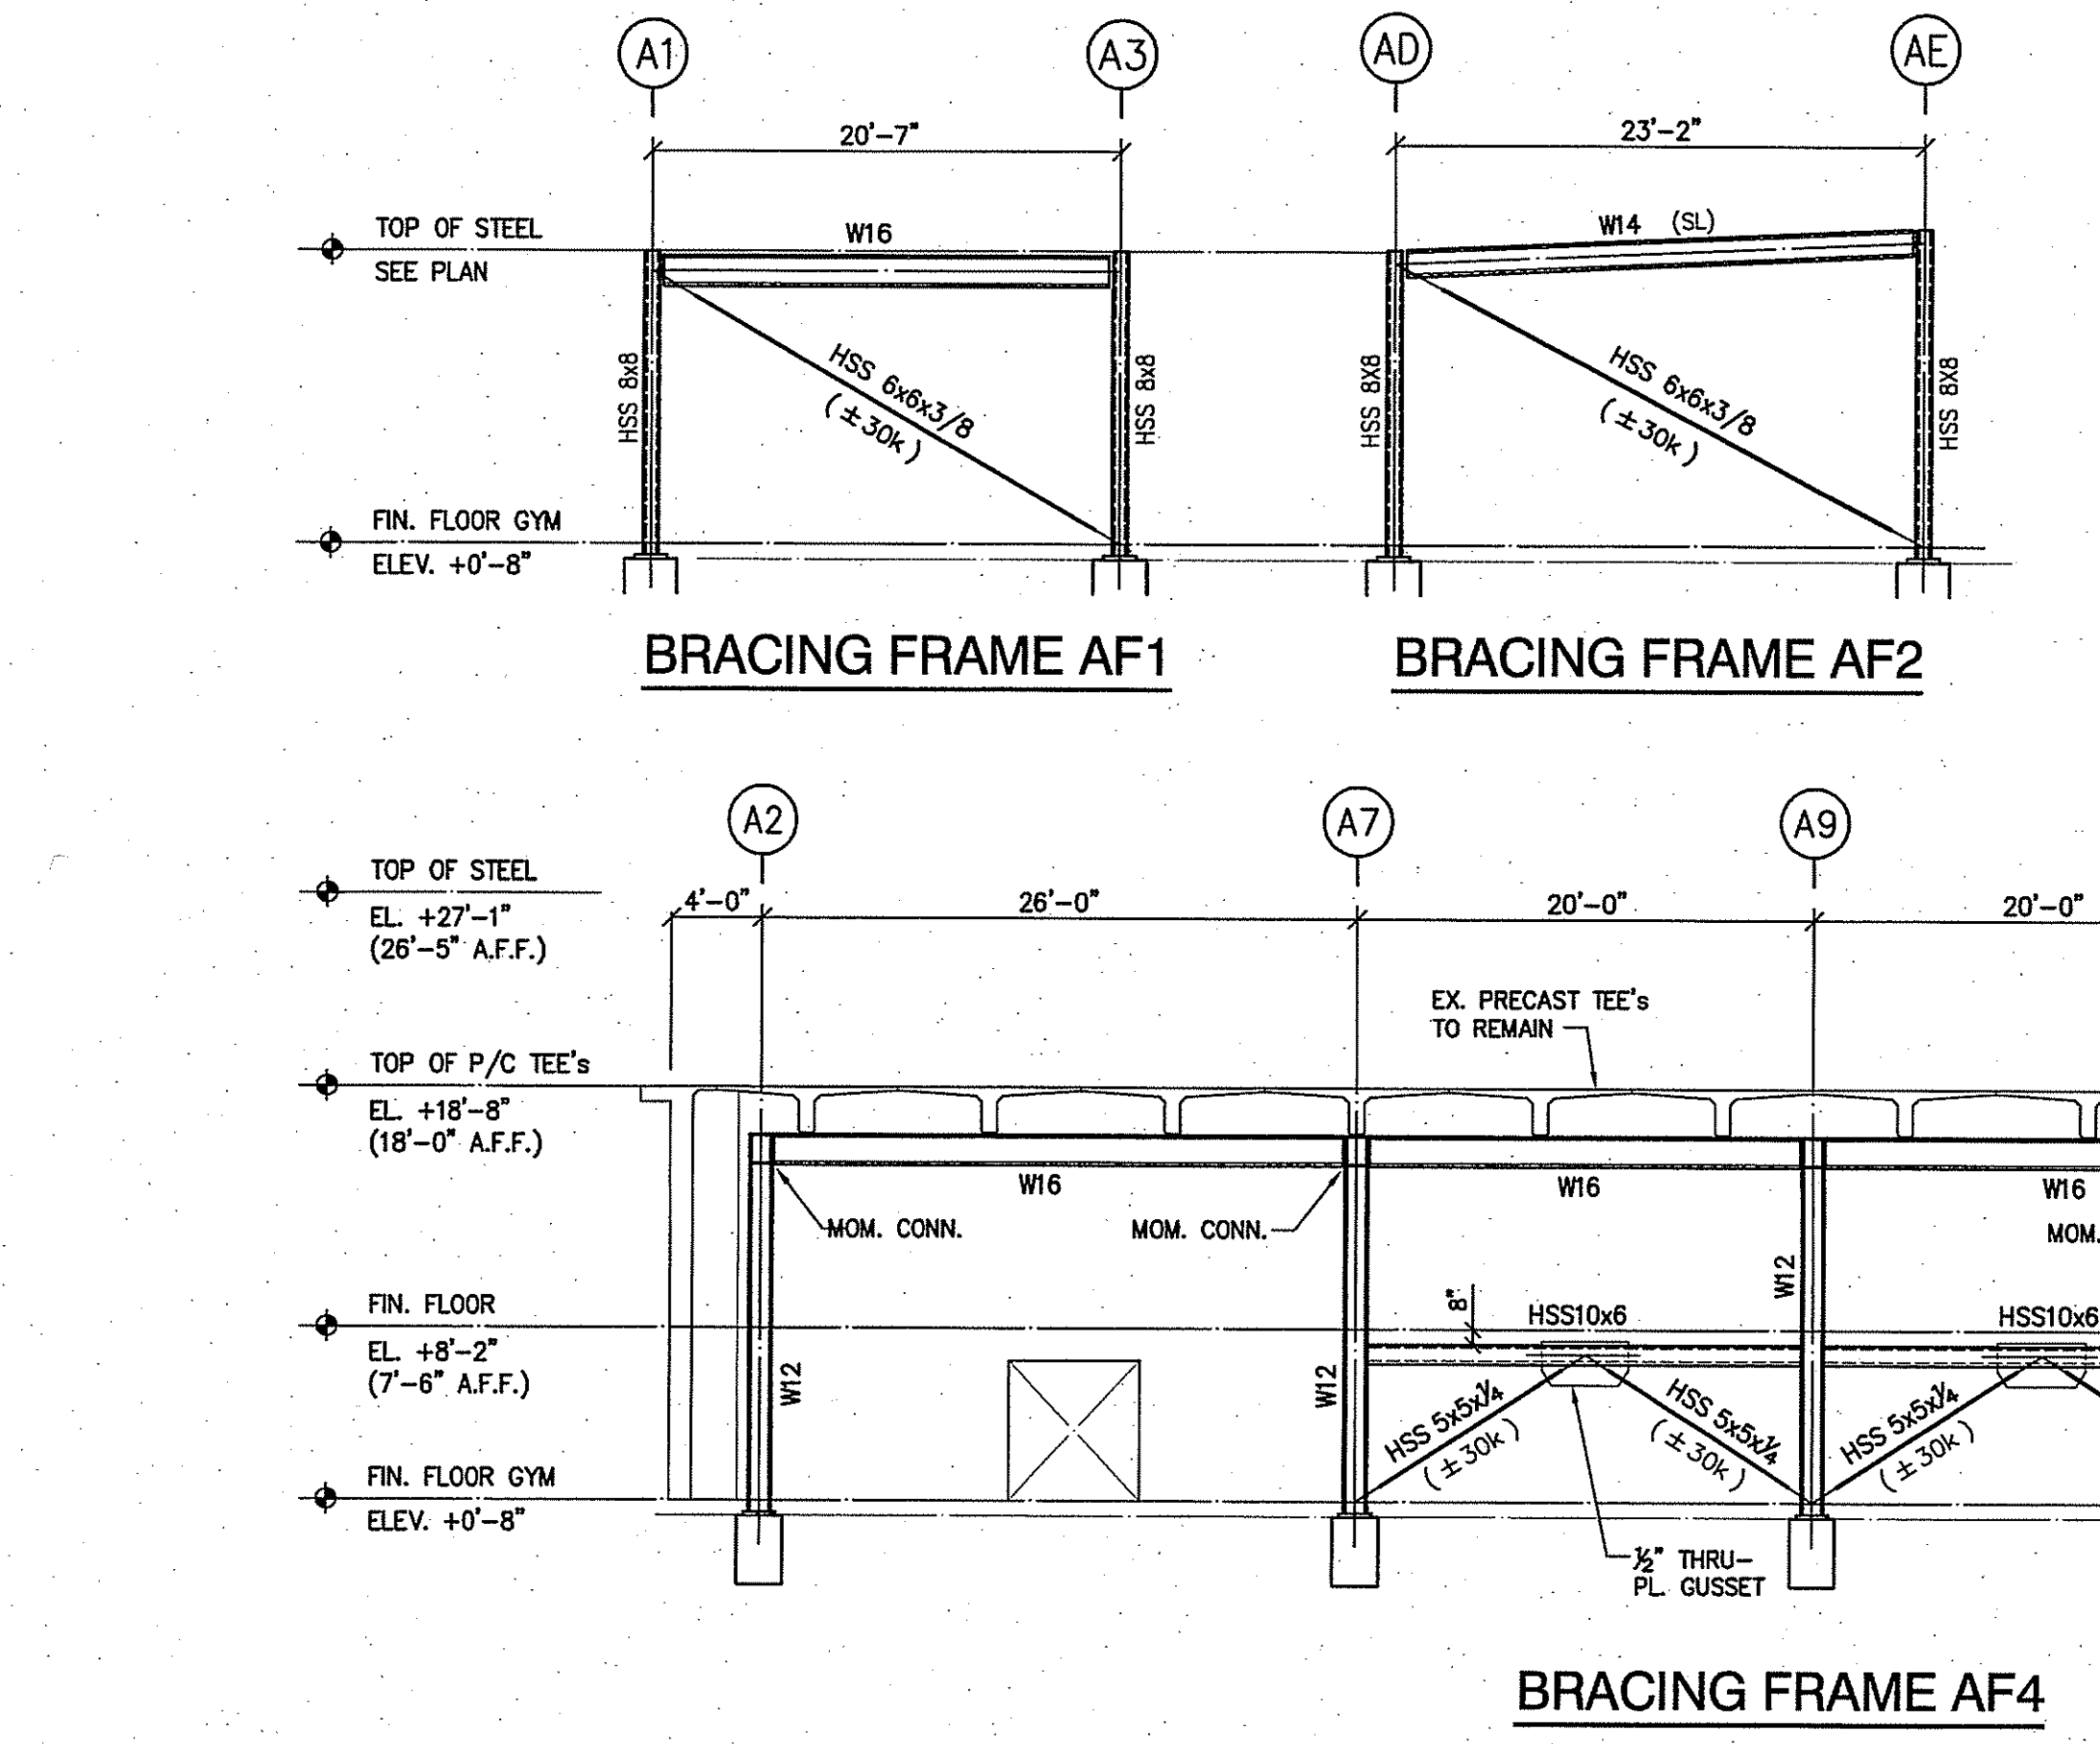 A1
A3
AD
AE
20'-7"
23'-2"
TOP OF STEEL
SEE PLAN
W16
W14 (SL)
HSS 8x8
HSS 6x6x3/8
(±30k)
HSS 8x8
HSS 8X8
HSS 6x6x3/8
(±30k)
HSS 8X8
FIN. FLOOR GYM
ELEV. +0'-8"
BRACING FRAME AF1
BRACING FRAME AF2
A2
A7
A9
TOP OF STEEL
EL. +27'-1"
(26'-5" A.F.F.)
4'-0"
26'-0"
20'-0"
20'-0"
EX. PRECAST TEE's
TO REMAIN
TOP OF P/C TEE's
EL. +18'-8"
(18'-0" A.F.F.)
W16
W16
W16
MOM. CONN.
MOM. CONN.
MOM.
W12
FIN. FLOOR
EL. +8'-2"
(7'-6" A.F.F.)
8"
HSS10x6
HSS10x6
W12
W12
HSS 5x5x¼
(±30k)
HSS 5x5x¼
(±30k)
HSS 5x5x¼
(±30k)
FIN. FLOOR GYM
ELEV. +0'-8"
½" THRU-
PL. GUSSET
BRACING FRAME AF4